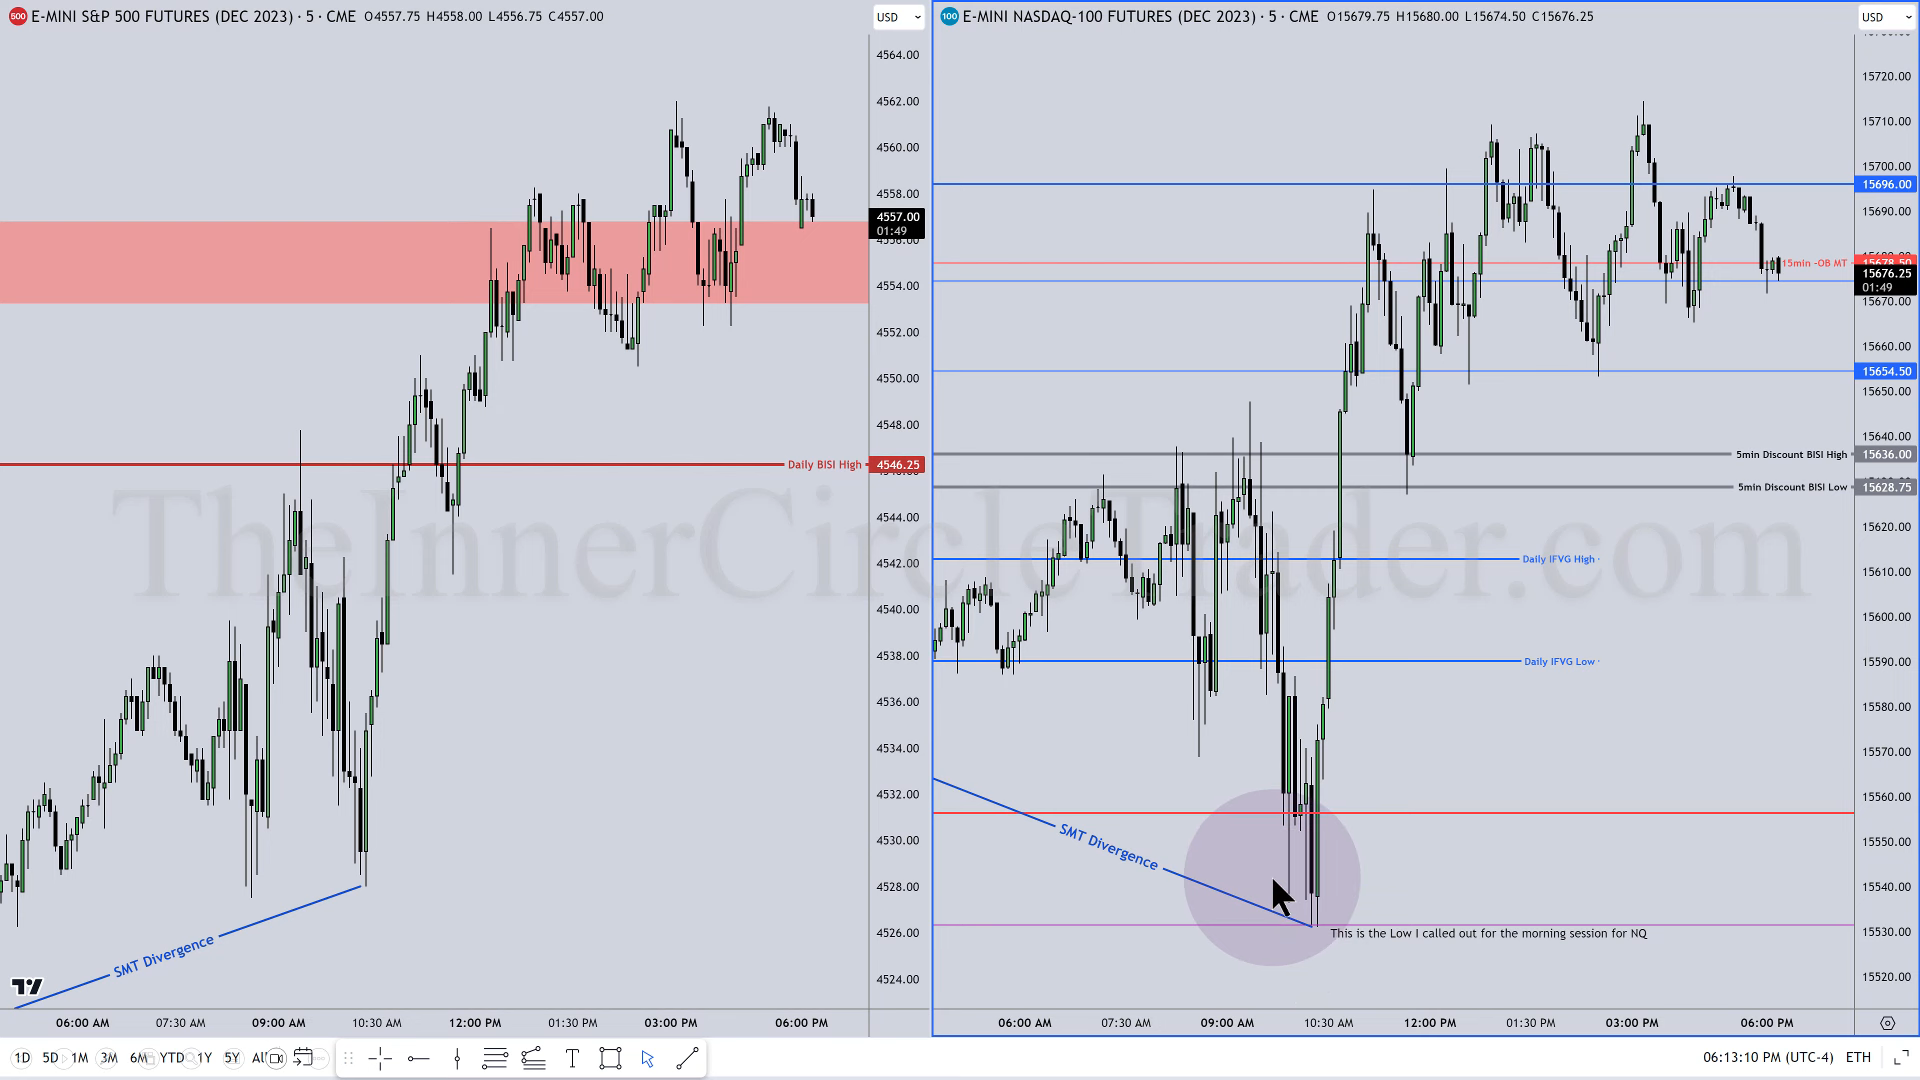 500 E-MINI S&P 500 FUTURES (DEC 2023) · 5 · CME O4557.75 H4558.00 L4556.75 C4557.00
USD
4564.00
4562.00
4560.00
4558.00
4557.00
01:49
4556.00
4554.00
4552.00
4550.00
4548.00
Daily BISI High
4546.25
4544.00
4542.00
4540.00
4538.00
4536.00
4534.00
4532.00
4530.00
4528.00
4526.00
4524.00
SMT Divergence
06:00 AM 07:30 AM 09:00 AM 10:30 AM 12:00 PM 01:30 PM 03:00 PM 06:00 PM
100 E-MINI NASDAQ-100 FUTURES (DEC 2023) · 5 · CME O15679.75 H15680.00 L15674.50 C15676.25
USD
15720.00
15710.00
15700.00
15696.00
15690.00
15min -OB MT
15678.50
15676.25
01:49
15670.00
15660.00
15654.50
15650.00
15640.00
5min Discount BISI High
15636.00
5min Discount BISI Low
15628.75
15620.00
Daily IFVG High
15610.00
15600.00
Daily IFVG Low
15590.00
15580.00
15570.00
15560.00
15550.00
15540.00
15530.00
15520.00
SMT Divergence
This is the Low I called out for the morning session for NQ
06:00 AM 07:30 AM 09:00 AM 10:30 AM 12:00 PM 01:30 PM 03:00 PM 06:00 PM
TheInnerCircleTrader.com
1D 5D 1M 3M 6M YTD 1Y 5Y All
T
06:13:10 PM (UTC-4) ETH